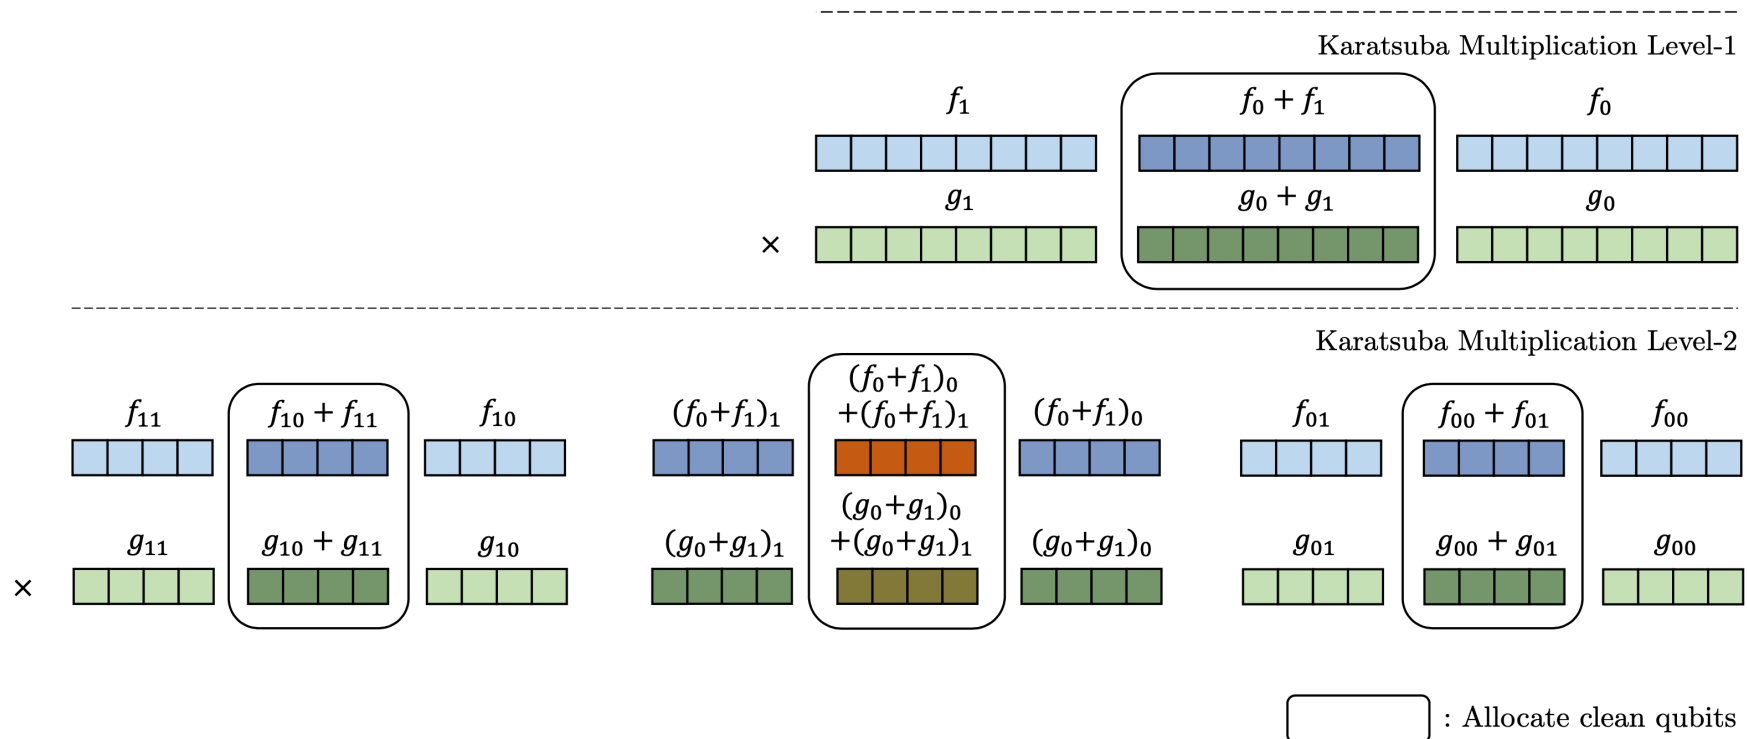 Karatsuba Multiplication Level-1
f₁ f₀ + f₁ f₀
g₁ g₀ + g₁ g₀
×
Karatsuba Multiplication Level-2
(f₀+f₁)₀
f₁₁ f₁₀ + f₁₁ f₁₀ (f₀+f₁)₁ +(f₀+f₁)₁ (f₀+f₁)₀ f₀₁ f₀₀ + f₀₁ f₀₀
(g₀+g₁)₀
g₁₁ g₁₀ + g₁₁ g₁₀ (g₀+g₁)₁ +(g₀+g₁)₁ (g₀+g₁)₀ g₀₁ g₀₀ + g₀₁ g₀₀
×
: Allocate clean qubits